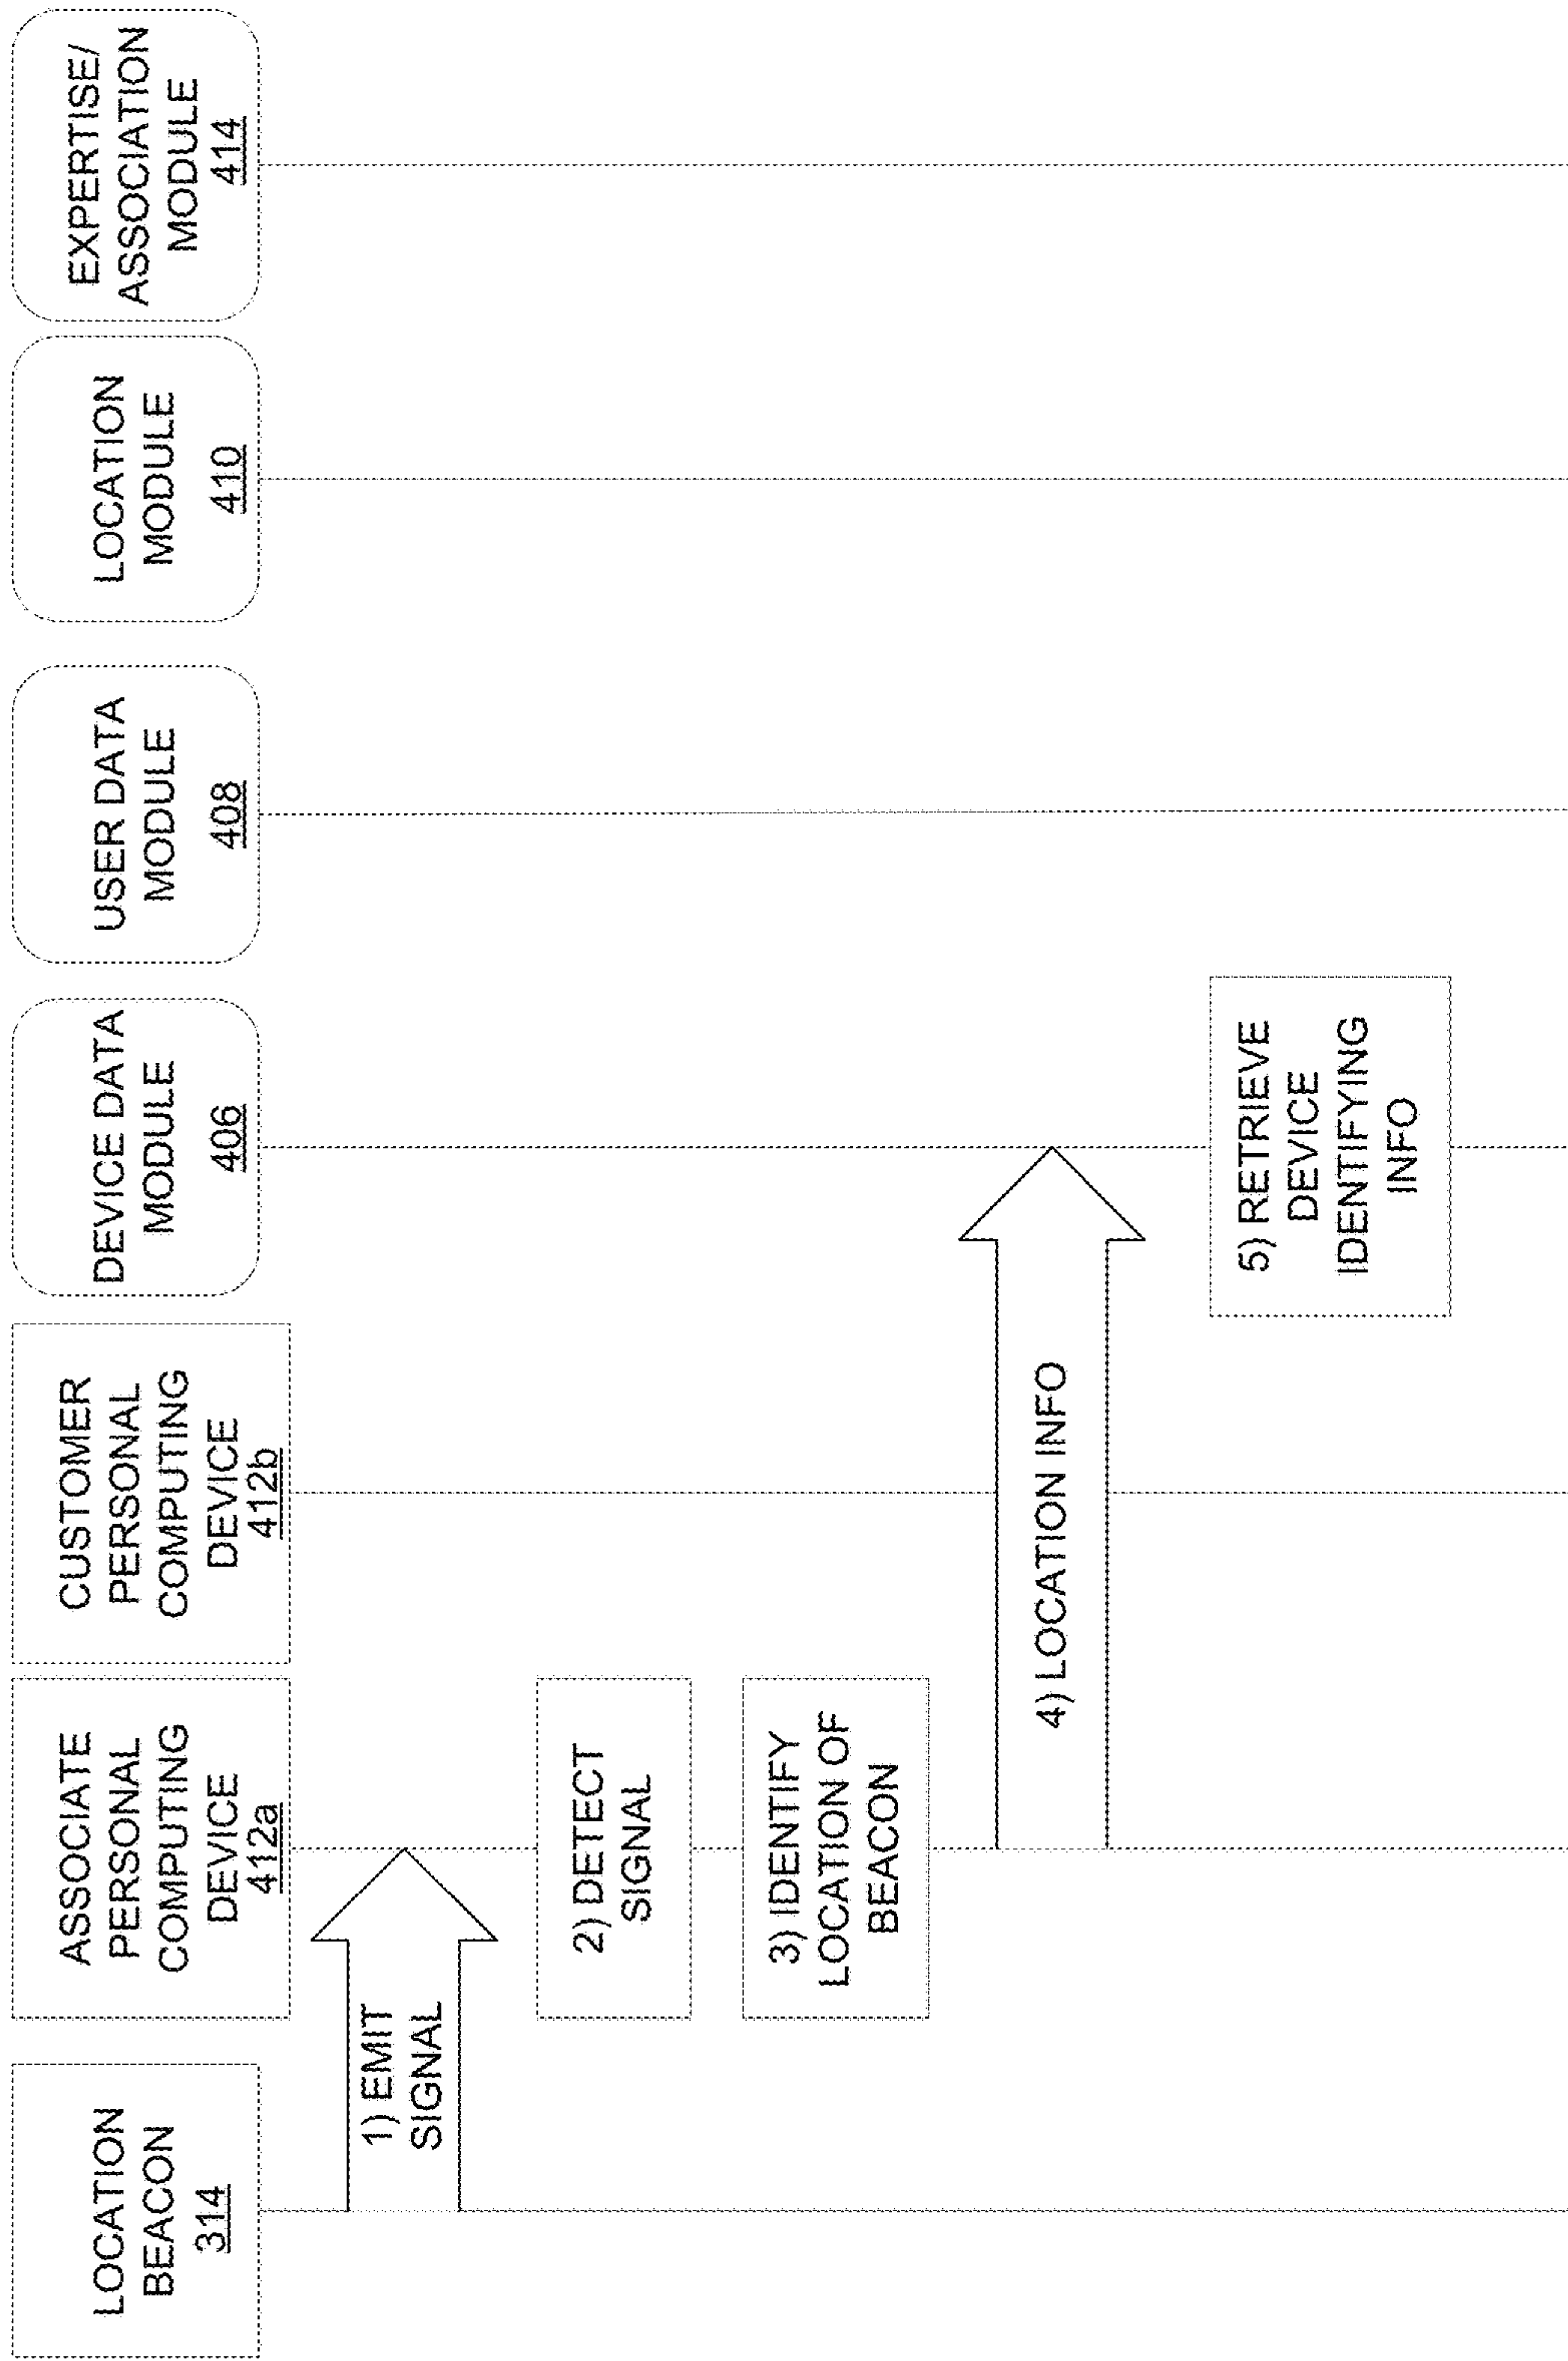 LOCATION
BEACON
314
ASSOCIATE
PERSONAL
COMPUTING
DEVICE
412a
CUSTOMER
PERSONAL
COMPUTING
DEVICE
412b
DEVICE DATA
MODULE
406
USER DATA
MODULE
408
LOCATION
MODULE
410
EXPERTISE/
ASSOCIATION
MODULE
414
1) EMIT
SIGNAL
2) DETECT
SIGNAL
3) IDENTIFY
LOCATION OF
BEACON
4) LOCATION INFO
5) RETRIEVE
DEVICE
IDENTIFYING
INFO